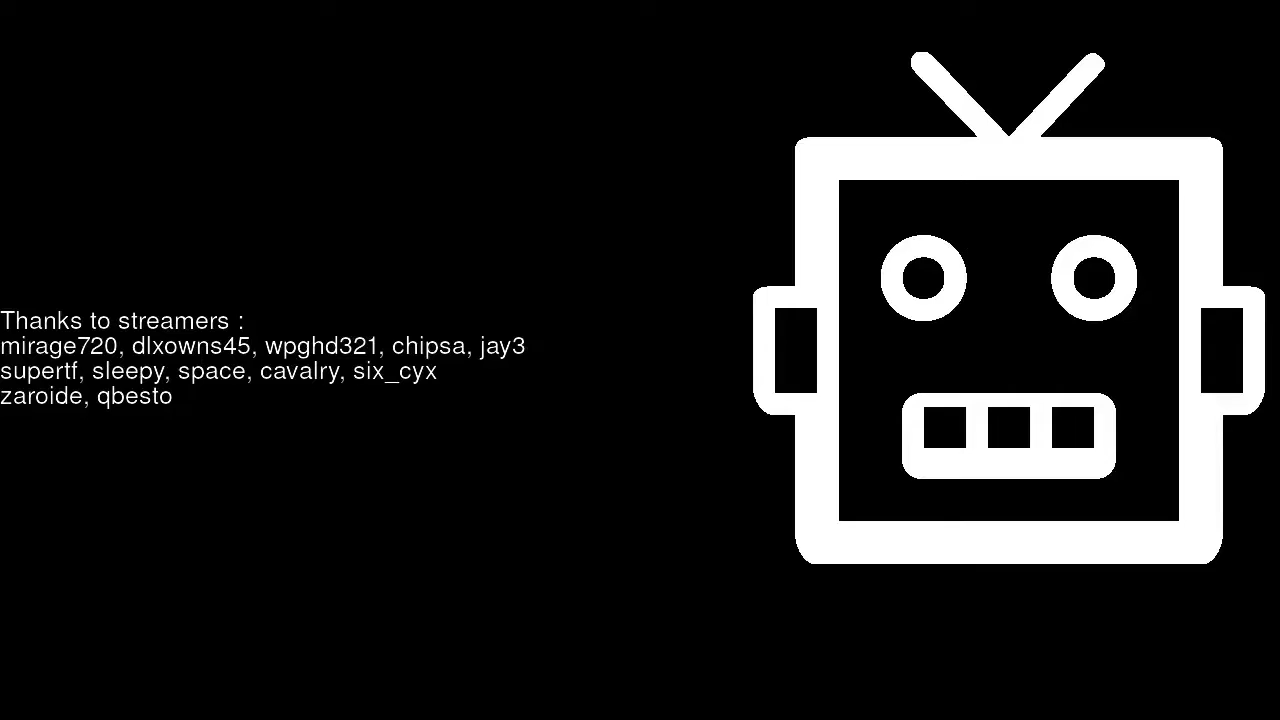 Thanks to streamers :
mirage720, dlxowns45, wpghd321, chipsa, jay3
supertf, sleepy, space, cavalry, six_cyx
zaroide, qbesto